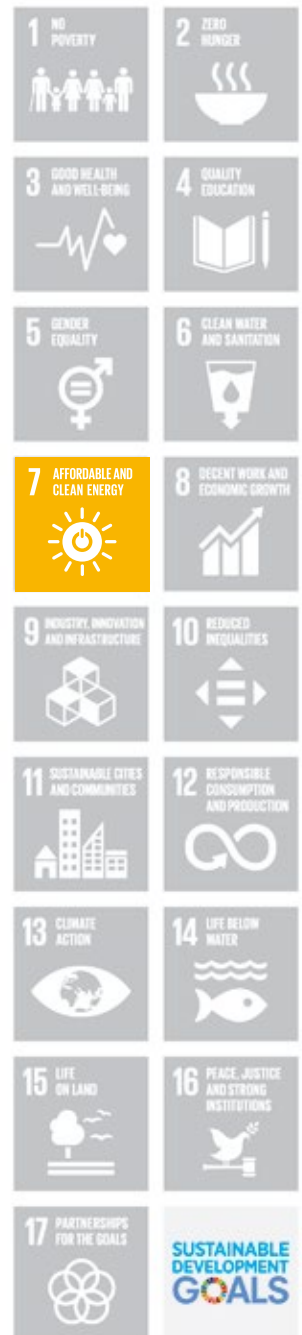 1 NO
POVERTY
2 ZERO
HUNGER
3 GOOD HEALTH
AND WELL-BEING
4 QUALITY
EDUCATION
5 GENDER
EQUALITY
6 CLEAN WATER
AND SANITATION
7 AFFORDABLE AND
CLEAN ENERGY
8 DECENT WORK AND
ECONOMIC GROWTH
9 INDUSTRY, INNOVATION
AND INFRASTRUCTURE
10 REDUCED
INEQUALITIES
11 SUSTAINABLE CITIES
AND COMMUNITIES
12 RESPONSIBLE
CONSUMPTION
AND PRODUCTION
13 CLIMATE
ACTION
14 LIFE BELOW
WATER
15 LIFE
ON LAND
16 PEACE, JUSTICE
AND STRONG
INSTITUTIONS
17 PARTNERSHIPS
FOR THE GOALS
SUSTAINABLE
DEVELOPMENT
GOALS